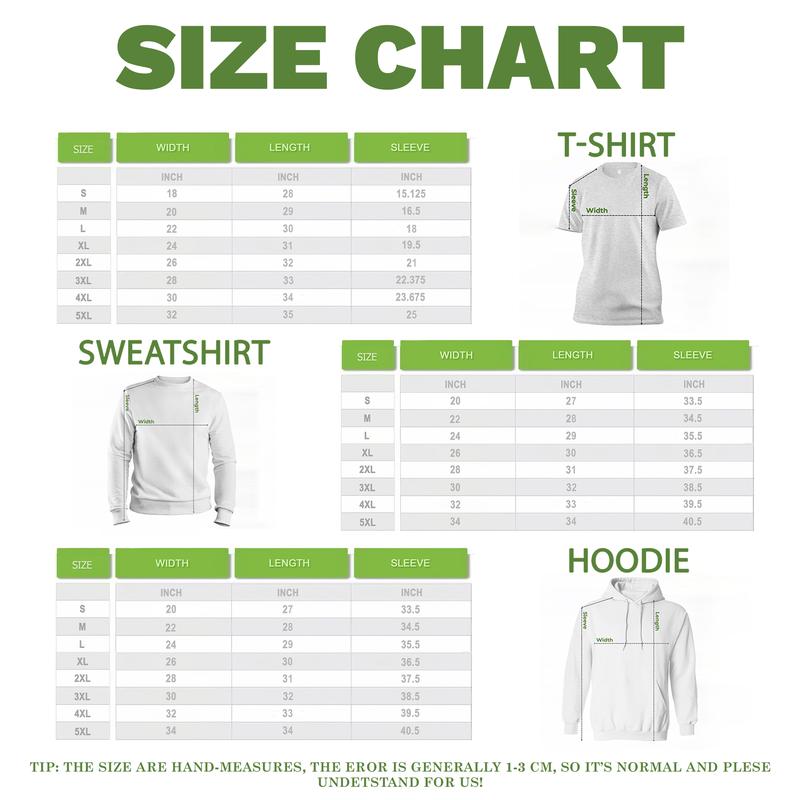 SIZE CHART
T-SHIRT
SIZE WIDTH LENGTH SLEEVE
INCH INCH INCH
S 18 28 15.125
M 20 29 16.5
L 22 30 18
XL 24 31 19.5
2XL 26 32 21
3XL 28 33 22.375
4XL 30 34 23.675
5XL 32 35 25
Sleeve
Width
Length
SWEATSHIRT
Sleeve
Width
Length
SIZE WIDTH LENGTH SLEEVE
INCH INCH INCH
S 20 27 33.5
M 22 28 34.5
L 24 29 35.5
XL 26 30 36.5
2XL 28 31 37.5
3XL 30 32 38.5
4XL 32 33 39.5
5XL 34 34 40.5
SIZE WIDTH LENGTH SLEEVE
INCH INCH INCH
S 20 27 33.5
M 22 28 34.5
L 24 29 35.5
XL 26 30 36.5
2XL 28 31 37.5
3XL 30 32 38.5
4XL 32 33 39.5
5XL 34 34 40.5
HOODIE
Sleeve
Width
Length
TIP: THE SIZE ARE HAND-MEASURES, THE EROR IS GENERALLY 1-3 CM, SO IT'S NORMAL AND PLESE
UNDETSTAND FOR US!